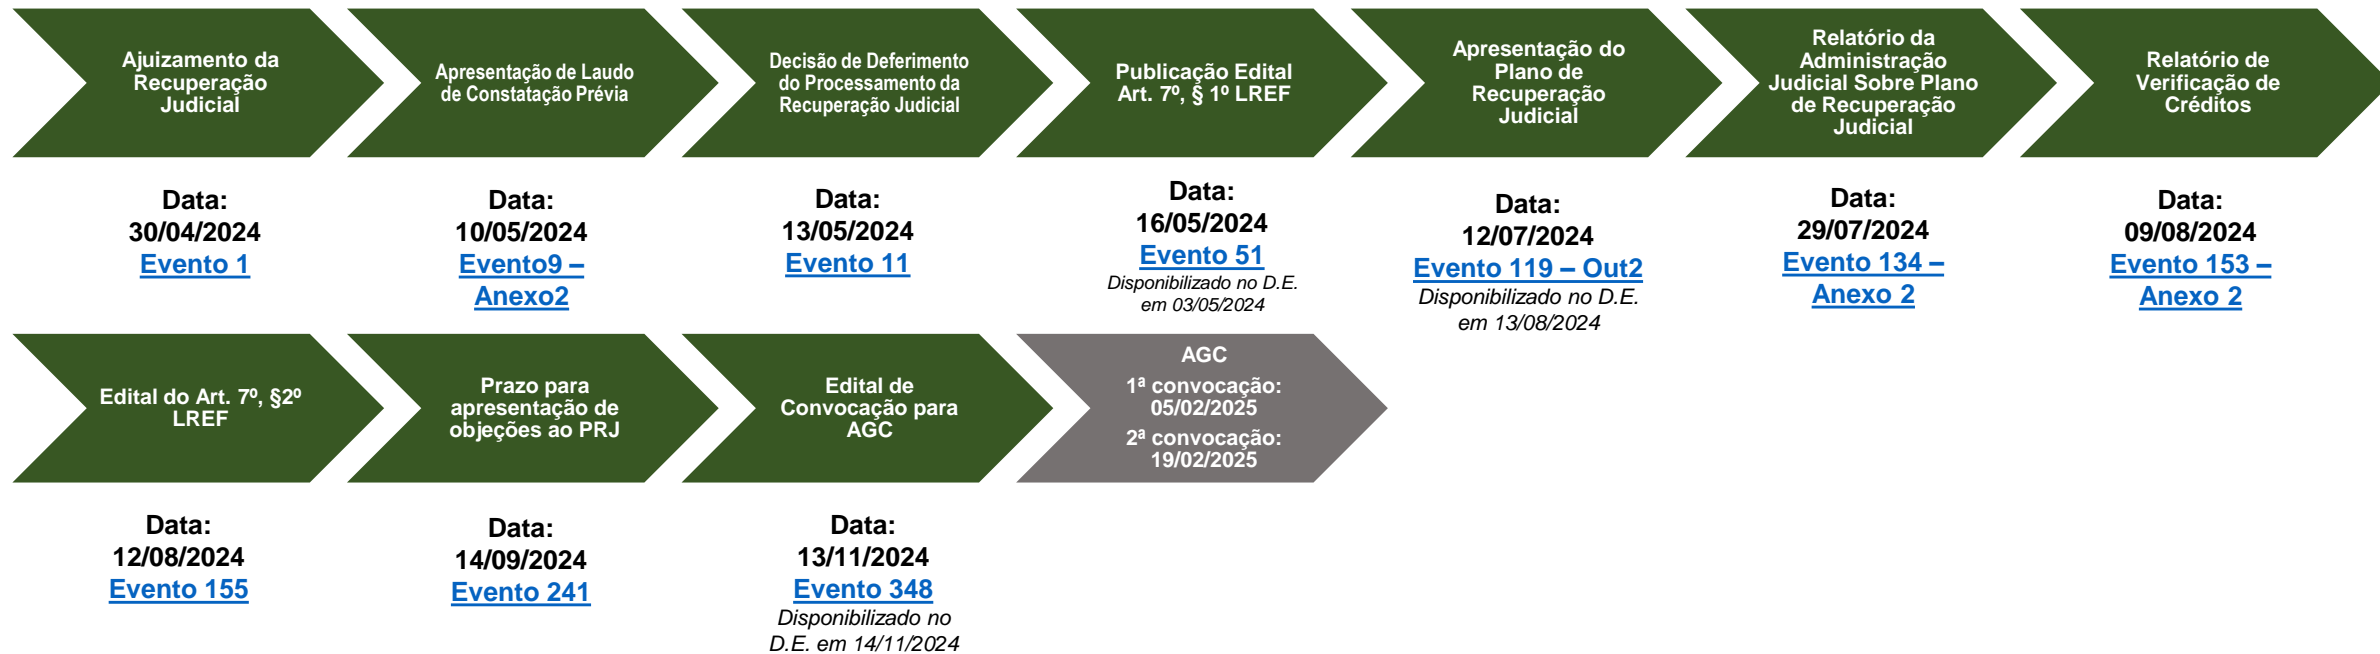 Ajuizamento da
Recuperação
Judicial
Apresentação de Laudo
de Constatação Prévia
Decisão de Deferimento
do Processamento da
Recuperação Judicial
Publicação Edital
Art. 7º, § 1º LREF
Apresentação do
Plano de
Recuperação
Judicial
Relatório da
Administração
Judicial Sobre Plano
de Recuperação
Judicial
Relatório de
Verificação de
Créditos
Data:
30/04/2024
Evento 1
Data:
10/05/2024
Evento9 –
Anexo2
Data:
13/05/2024
Evento 11
Data:
16/05/2024
Evento 51
Disponibilizado no D.E.
em 03/05/2024
Data:
12/07/2024
Evento 119 – Out2
Disponibilizado no D.E.
em 13/08/2024
Data:
29/07/2024
Evento 134 –
Anexo 2
Data:
09/08/2024
Evento 153 –
Anexo 2
Edital do Art. 7º, §2º
LREF
Prazo para
apresentação de
objeções ao PRJ
Edital de
Convocação para
AGC
AGC
1ª convocação:
05/02/2025
2ª convocação:
19/02/2025
Data:
12/08/2024
Evento 155
Data:
14/09/2024
Evento 241
Data:
13/11/2024
Evento 348
Disponibilizado no
D.E. em 14/11/2024